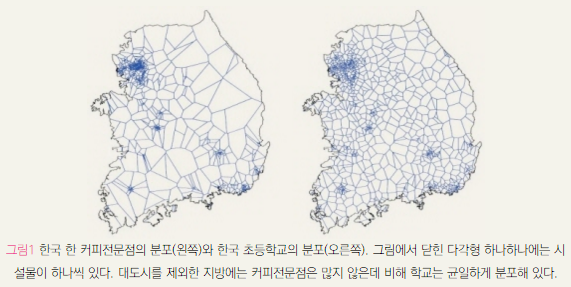 그림1 한국 한 커피전문점의 분포(왼쪽)와 한국 초등학교의 분포(오른쪽). 그림에서 닫힌 다각형 하나하나에는 시
설물이 하나씩 있다. 대도시를 제외한 지방에는 커피전문점은 많지 않은데 비해 학교는 균일하게 분포해 있다.